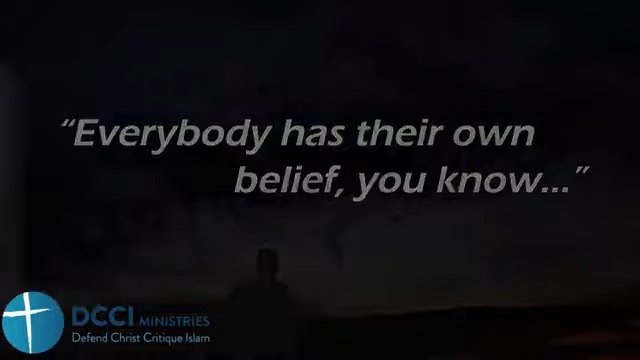 “Everybody has their own
belief, you know...”
DCCI MINISTRIES
Defend Christ Critique Islam